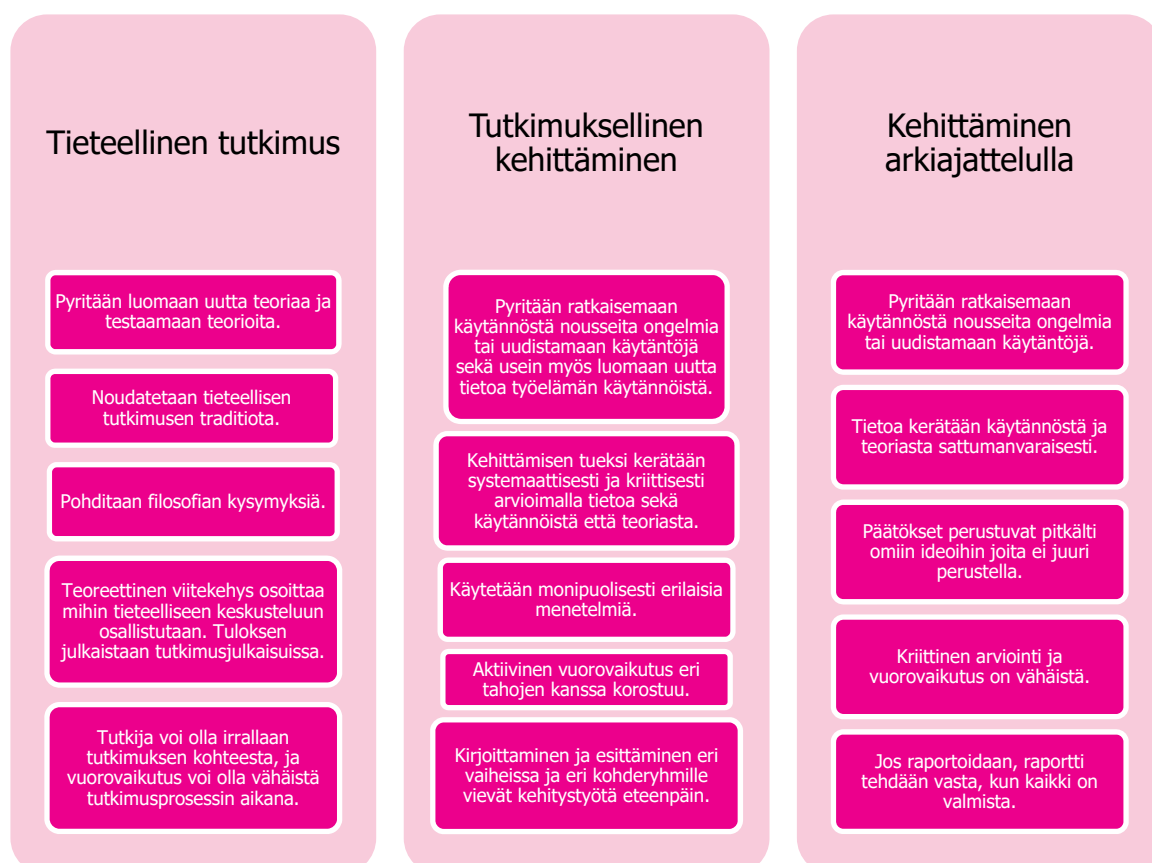 Tieteellinen tutkimus
Pyritään luomaan uutta teoriaa ja
testaamaan teorioita.
Noudatetaan tieteellisen
tutkimusen traditiota.
Pohditaan filosofian kysymyksiä.
Teoreettinen viitekehys osoittaa
mihin tieteelliseen keskusteluun
osallistutaan. Tuloksen
julkaistaan tutkimusjulkaisuissa.
Tutkija voi olla irrallaan
tutkimuksen kohteesta, ja
vuorovaikutus voi olla vähäistä
tutkimusprosessin aikana.
Tutkimuksellinen
kehittäminen
Pyritään ratkaisemaan
käytännöstä nousseita ongelmia
tai uudistamaan käytäntöjä
sekä usein myös luomaan uutta
tietoa työelämän käytännöistä.
Kehittämisen tueksi kerätään
systemaattisesti ja kriittisesti
arvioimalla tietoa sekä
käytännöistä että teoriasta.
Käytetään monipuolisesti erilaisia
menetelmiä.
Aktiivinen vuorovaikutus eri
tahojen kanssa korostuu.
Kirjoittaminen ja esittäminen eri
vaiheissa ja eri kohderyhmille
vievät kehitystyötä eteenpäin.
Kehittäminen
arkiajattelulla
Pyritään ratkaisemaan
käytännöstä nousseita ongelmia
tai uudistamaan käytäntöjä.
Tietoa kerätään käytännöstä ja
teoriasta sattumanvaraisesti.
Päätökset perustuvat pitkälti
omiin ideoihin joita ei juuri
perustella.
Kriittinen arviointi ja
vuorovaikutus on vähäistä.
Jos raportoidaan, raportti
tehdään vasta, kun kaikki on
valmista.